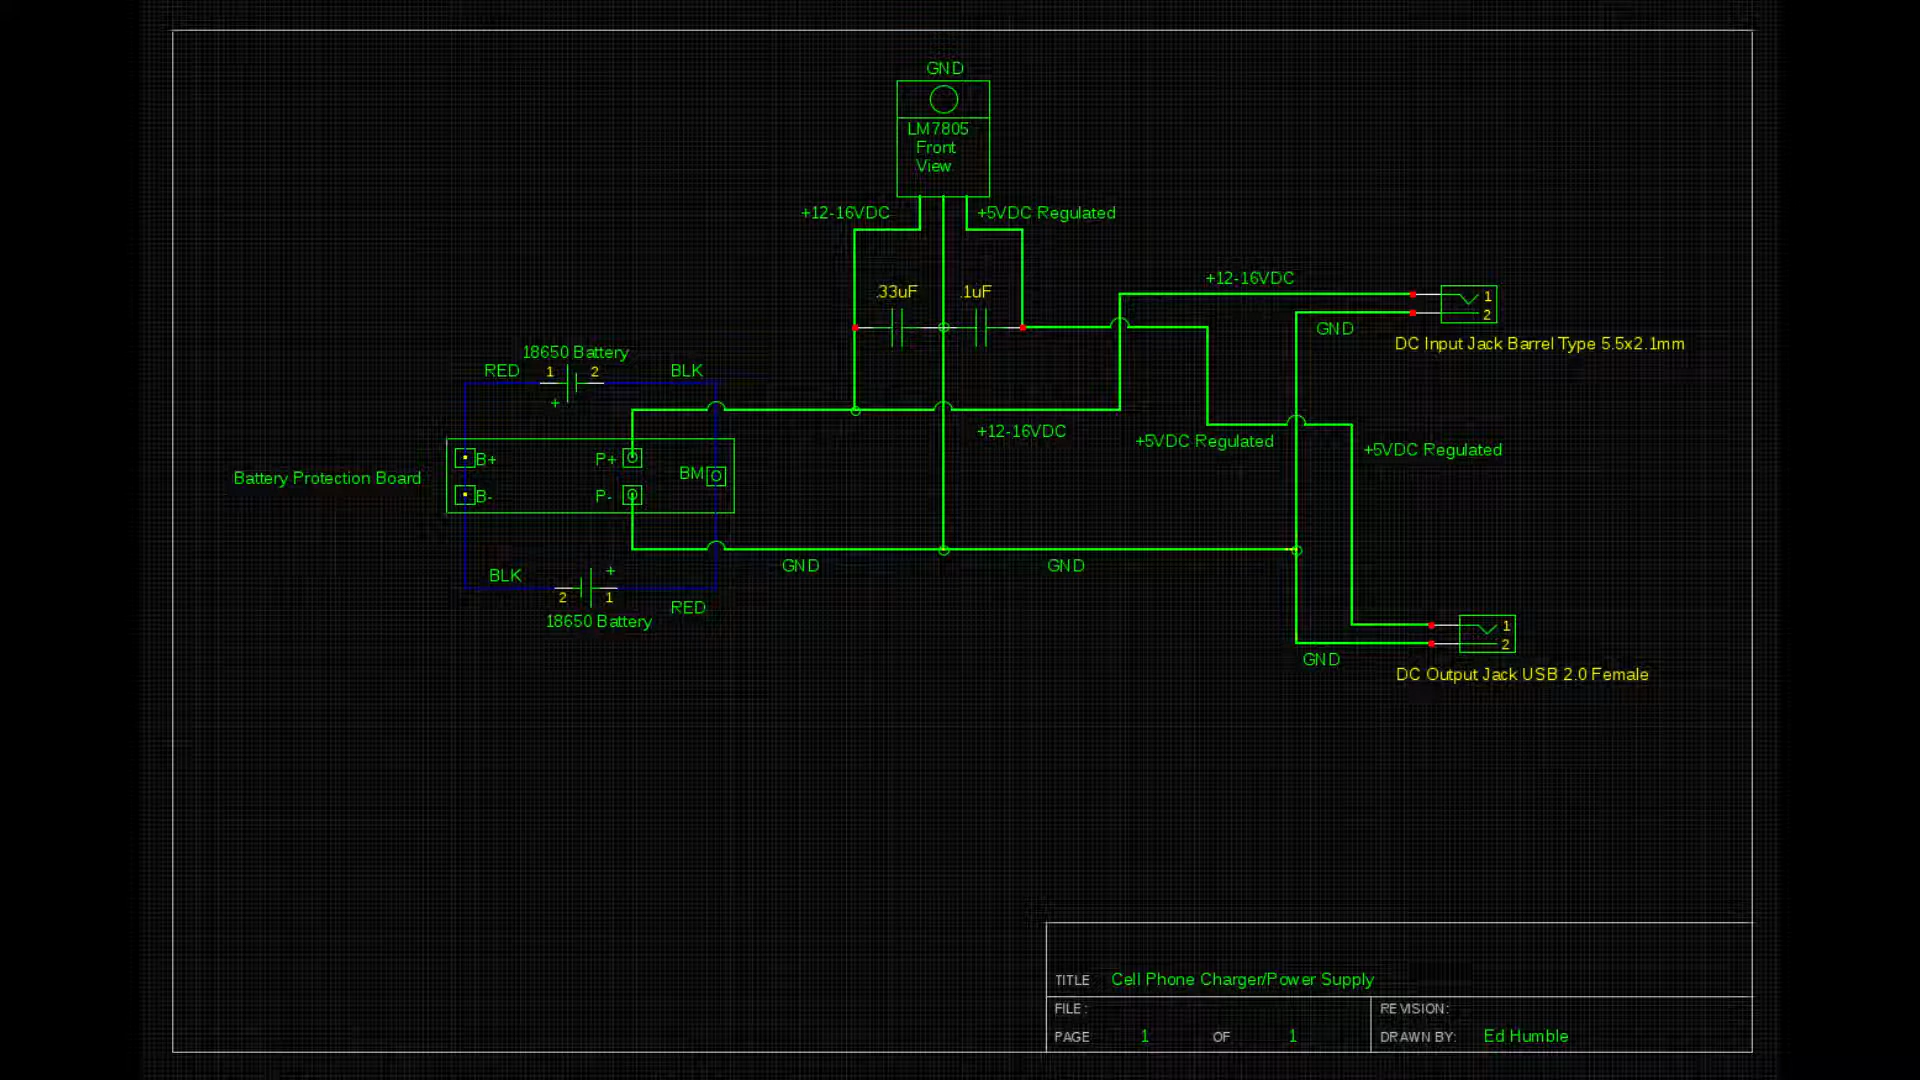 GND
LM7805
Front
View
+12-16VDC
+5VDC Regulated
.33uF
.1uF
+12-16VDC
1
2
GND
DC Input Jack Barrel Type 5.5x2.1mm
18650 Battery
RED
1
2
BLK
+
+12-16VDC
+5VDC Regulated
+5VDC Regulated
B+
P+
BM
Battery Protection Board
B-
P-
GND
GND
BLK
+
2
1
RED
18650 Battery
1
2
GND
DC Output Jack USB 2.0 Female
TITLE Cell Phone Charger/Power Supply
FILE:
REVISION:
PAGE 1 OF 1
DRAWN BY: Ed Humble